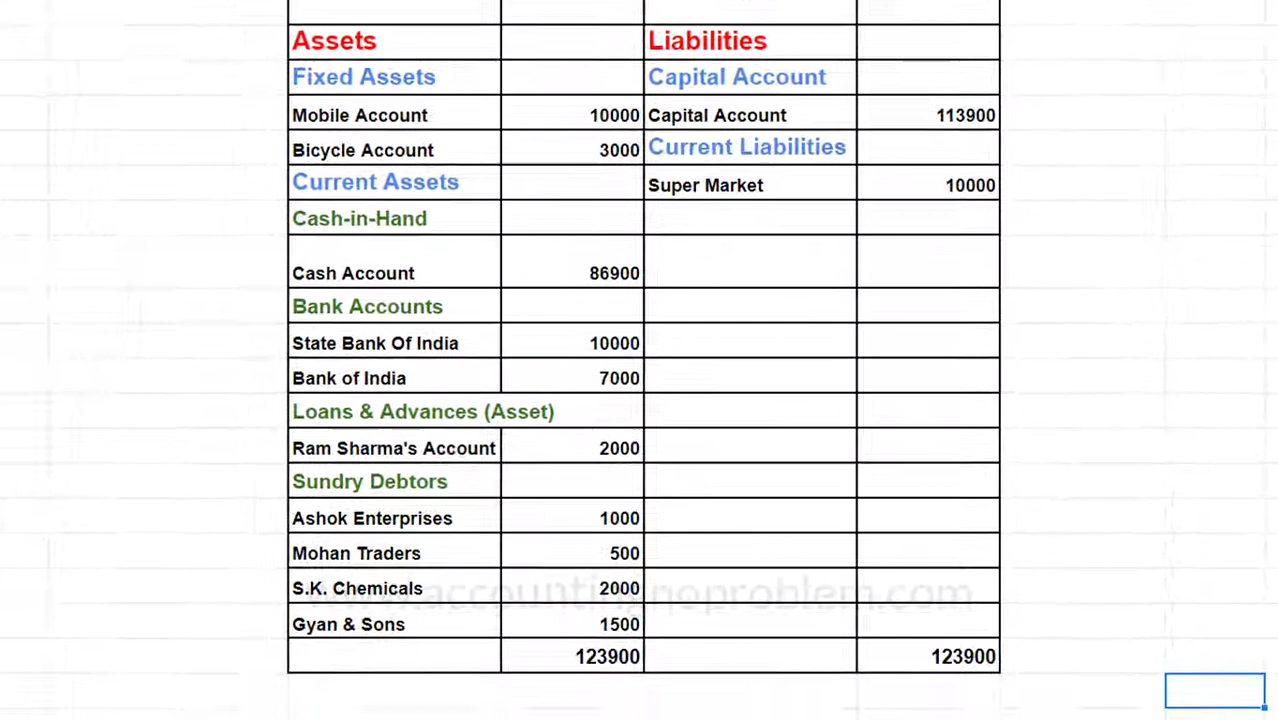 Assets Liabilities
Fixed Assets Capital Account
Mobile Account 10000 Capital Account 113900
Bicycle Account 3000 Current Liabilities
Current Assets Super Market 10000
Cash-in-Hand
Cash Account 86900
Bank Accounts
State Bank Of India 10000
Bank of India 7000
Loans & Advances (Asset)
Ram Sharma's Account 2000
Sundry Debtors
Ashok Enterprises 1000
Mohan Traders 500
S.K. Chemicals 2000
www.accountingnoproblem.com
Gyan & Sons 1500
123900 123900